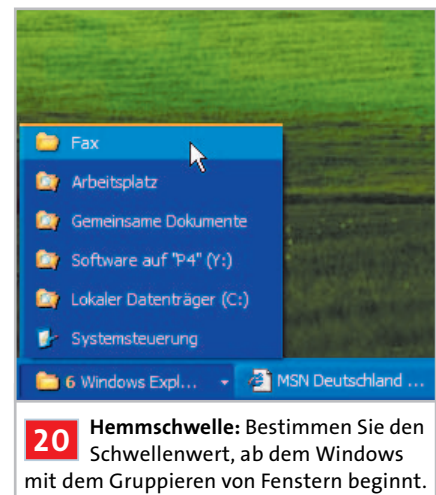 Fax
Arbeitsplatz
Gemeinsame Dokumente
Software auf "P4" (Y:)
Lokaler Datenträger (C:)
Systemsteuerung
6 Windows Expl...
MSN Deutschland ...
20 Hemmschwelle: Bestimmen Sie den
Schwellenwert, ab dem Windows
mit dem Gruppieren von Fenstern beginnt.